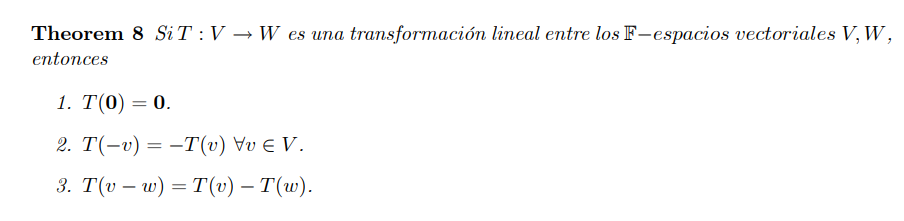 Theorem 8 Si T : V → W es una transformación lineal entre los 𝔽−espacios vectoriales V, W,
entonces
1. T(0) = 0.
2. T(−v) = −T(v) ∀v ∈ V.
3. T(v − w) = T(v) − T(w).